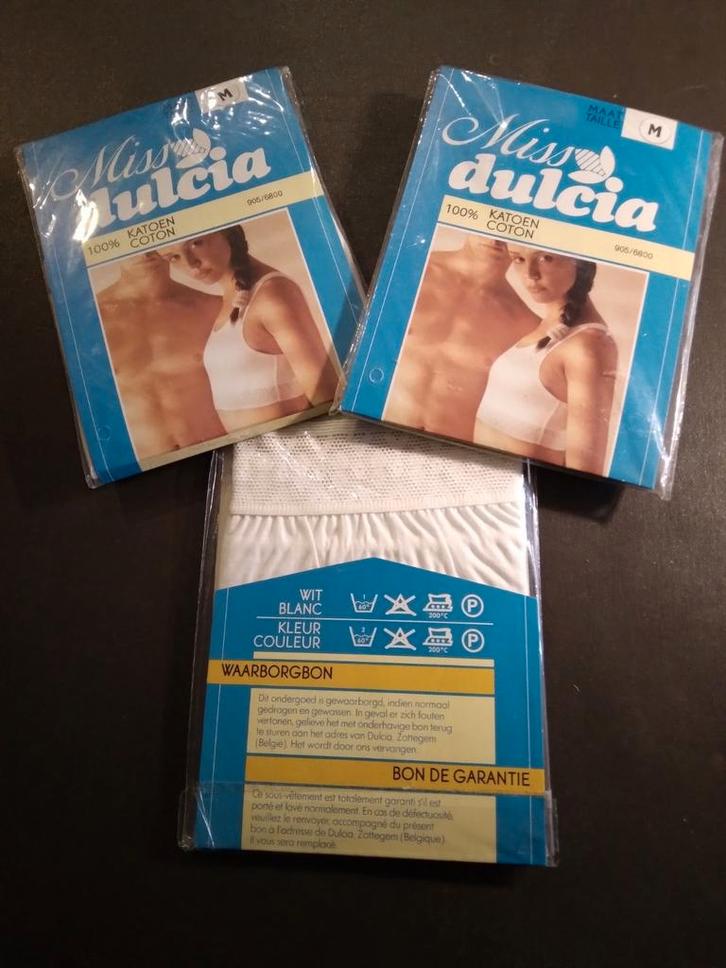 M
Miss
dulcia
905/6800
100% KATOEN
COTON
MAAT
TAILLE
M
Miss
dulcia
100% KATOEN
COTON
905/6800
WIT
BLANC
1
60°
200°C
P
KLEUR
COULEUR
2
60°
200°C
P
WAARBORGBON
Dit ondergoed is gewaarborgd, indien normaal
gedragen en gewassen. In geval er zich fouten
vertonen, gelieve het met onderhavige bon terug
te sturen aan het adres van Dulcia, Zottegem
(België). Het wordt door ons vervangen.
BON DE GARANTIE
Ce sous-vêtement est totalement garanti s'il est
porté et lavé normalement. En cas de défectuosité,
veuillez le renvoyer, accompagné du présent
bon à l'adresse de Dulcia, Zottegem (Belgique).
Il vous sera remplacé.